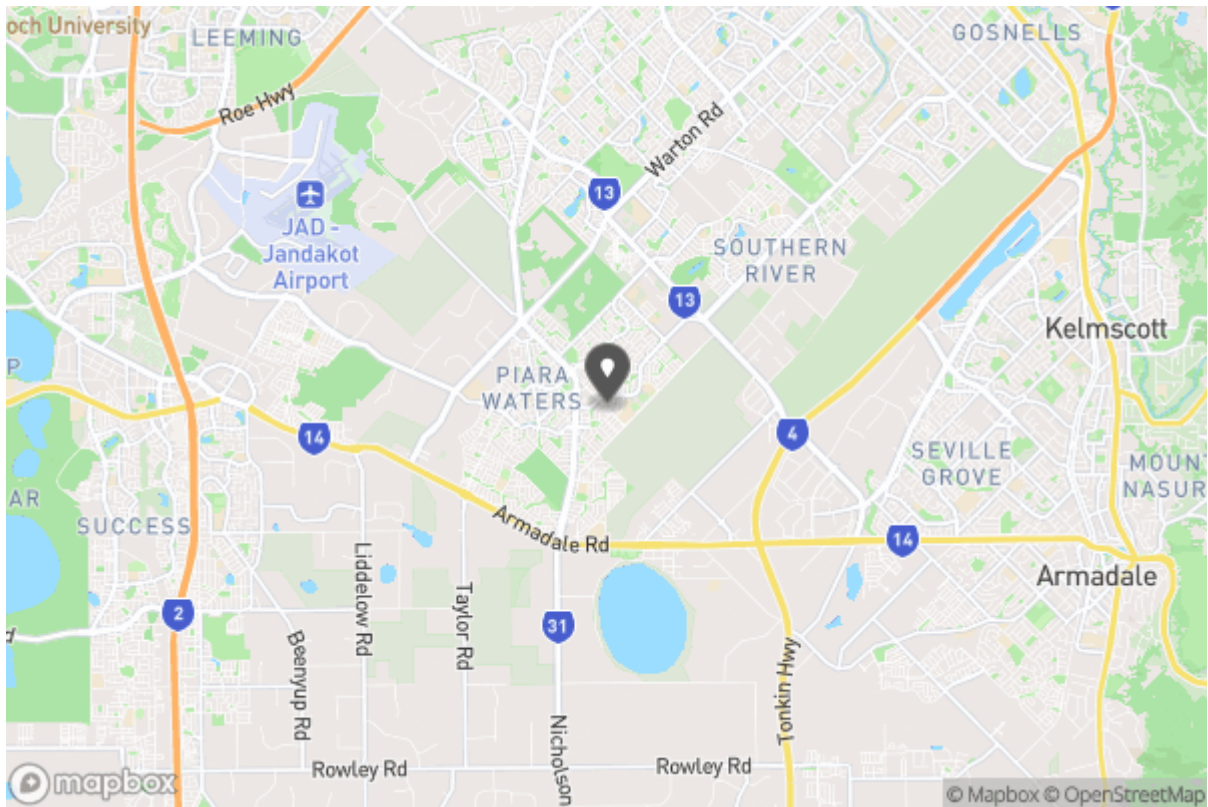 och University
LEEMING
GOSNELLS
Roe Hwy
Warton Rd
13
JAD -
Jandakot
Airport
SOUTHERN
RIVER
13
Kelmscott
P
PIARA
WATERS
14
4
SEVILLE
GROVE
MOUNT
NASUR
AR
SUCCESS
Armadale Rd
14
Armadale
Liddelow Rd
Taylor Rd
2
d
31
Beenyup Rd
Tonkin Hwy
Nicholson
Rowley Rd
Rowley Rd
mapbox
© Mapbox © OpenStreetMap